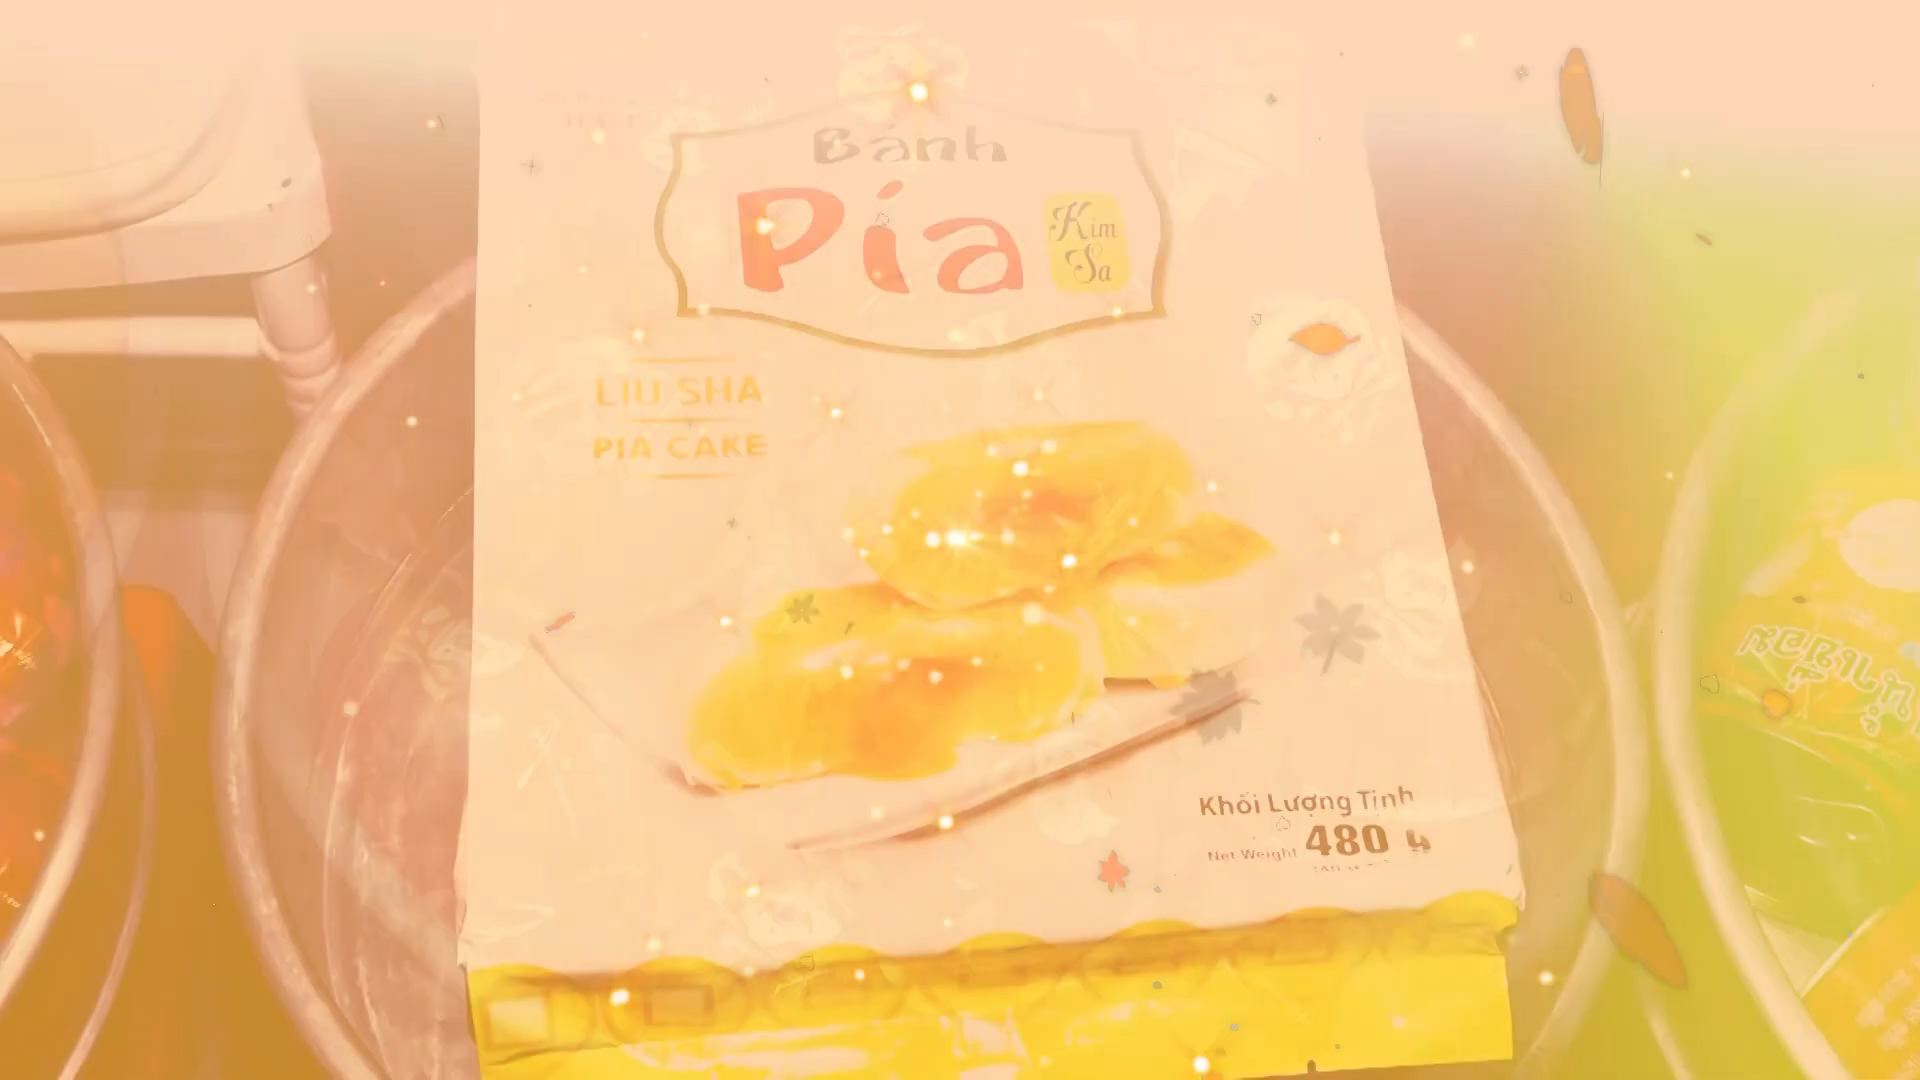 Bánh
Pía
Kim
Sa
LIU SHA
PIA CAKE
Khối Lượng Tịnh
Net Weight 480 g